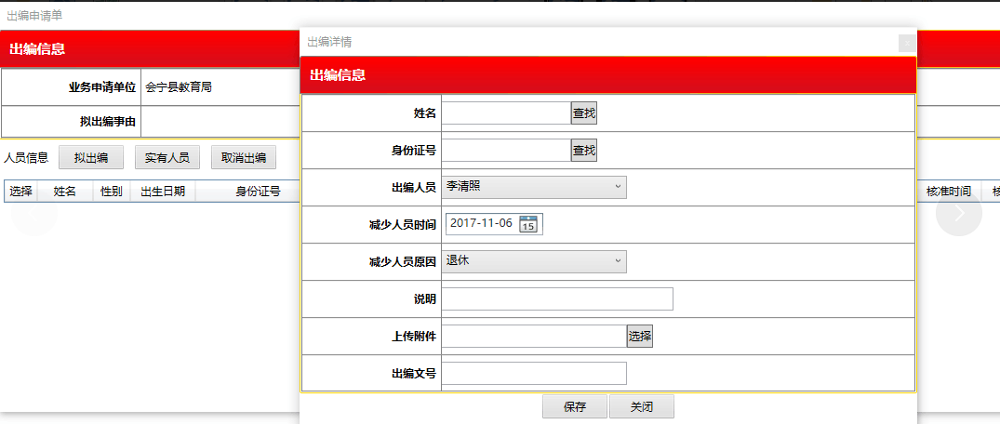 出编申请单
出编信息
业务申请单位 会宁县教育局
拟出编事由
人员信息 拟出编 实有人员 取消出编
选择 姓名 性别 出生日期 身份证号 核准时间
出编详情
出编信息
姓名 查找
身份证号 查找
出编人员 李清照
减少人员时间 2017-11-06 15
减少人员原因 退休
说明
上传附件 选择
出编文号
保存 关闭